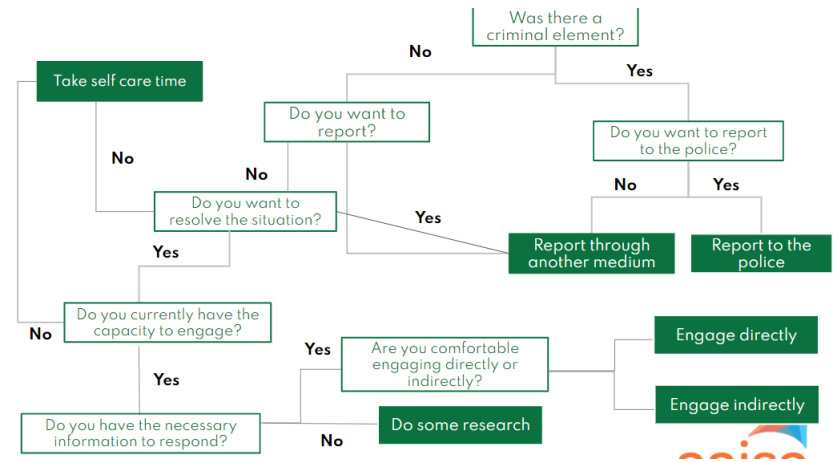 Was there a
criminal element?
No
Yes
Take self care time
Do you want to
report?
Do you want to report
to the police?
No
No
No
Yes
Do you want to
resolve the situation?
Yes
Report through
another medium
Report to the
police
Yes
Do you currently have the
capacity to engage?
No
Yes
Are you comfortable
engaging directly or
indirectly?
Engage directly
Yes
Engage indirectly
Do you have the necessary
information to respond?
Do some research
No